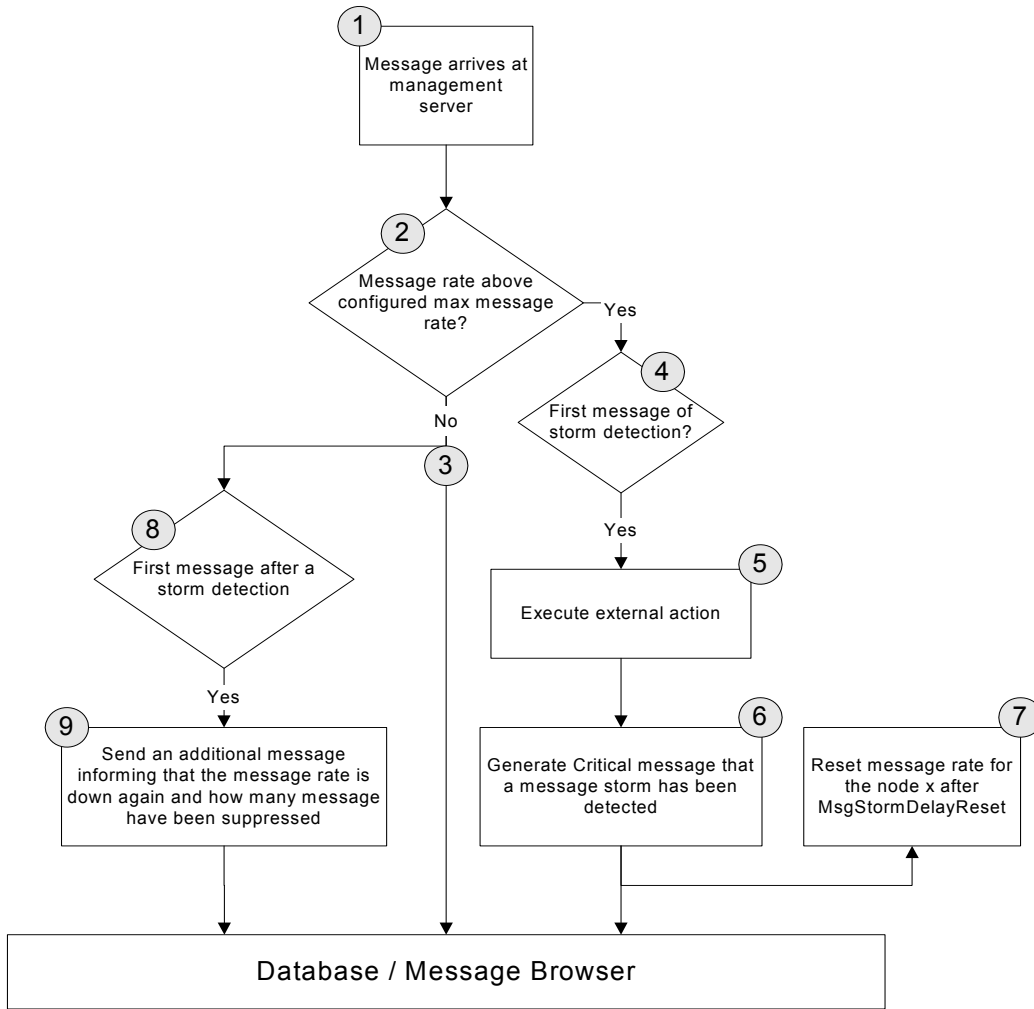 1
Message arrives at
management
server
2
Message rate above
configured max message
rate?
Yes
4
First message of
storm detection?
No
3
8
First message after a
storm detection
Yes
5
Execute external action
Yes
9
Send an additional message
informing that the message rate is
down again and how many message
have been suppressed
6
Generate Critical message that
a message storm has been
detected
7
Reset message rate for
the node x after
MsgStormDelayReset
Database / Message Browser